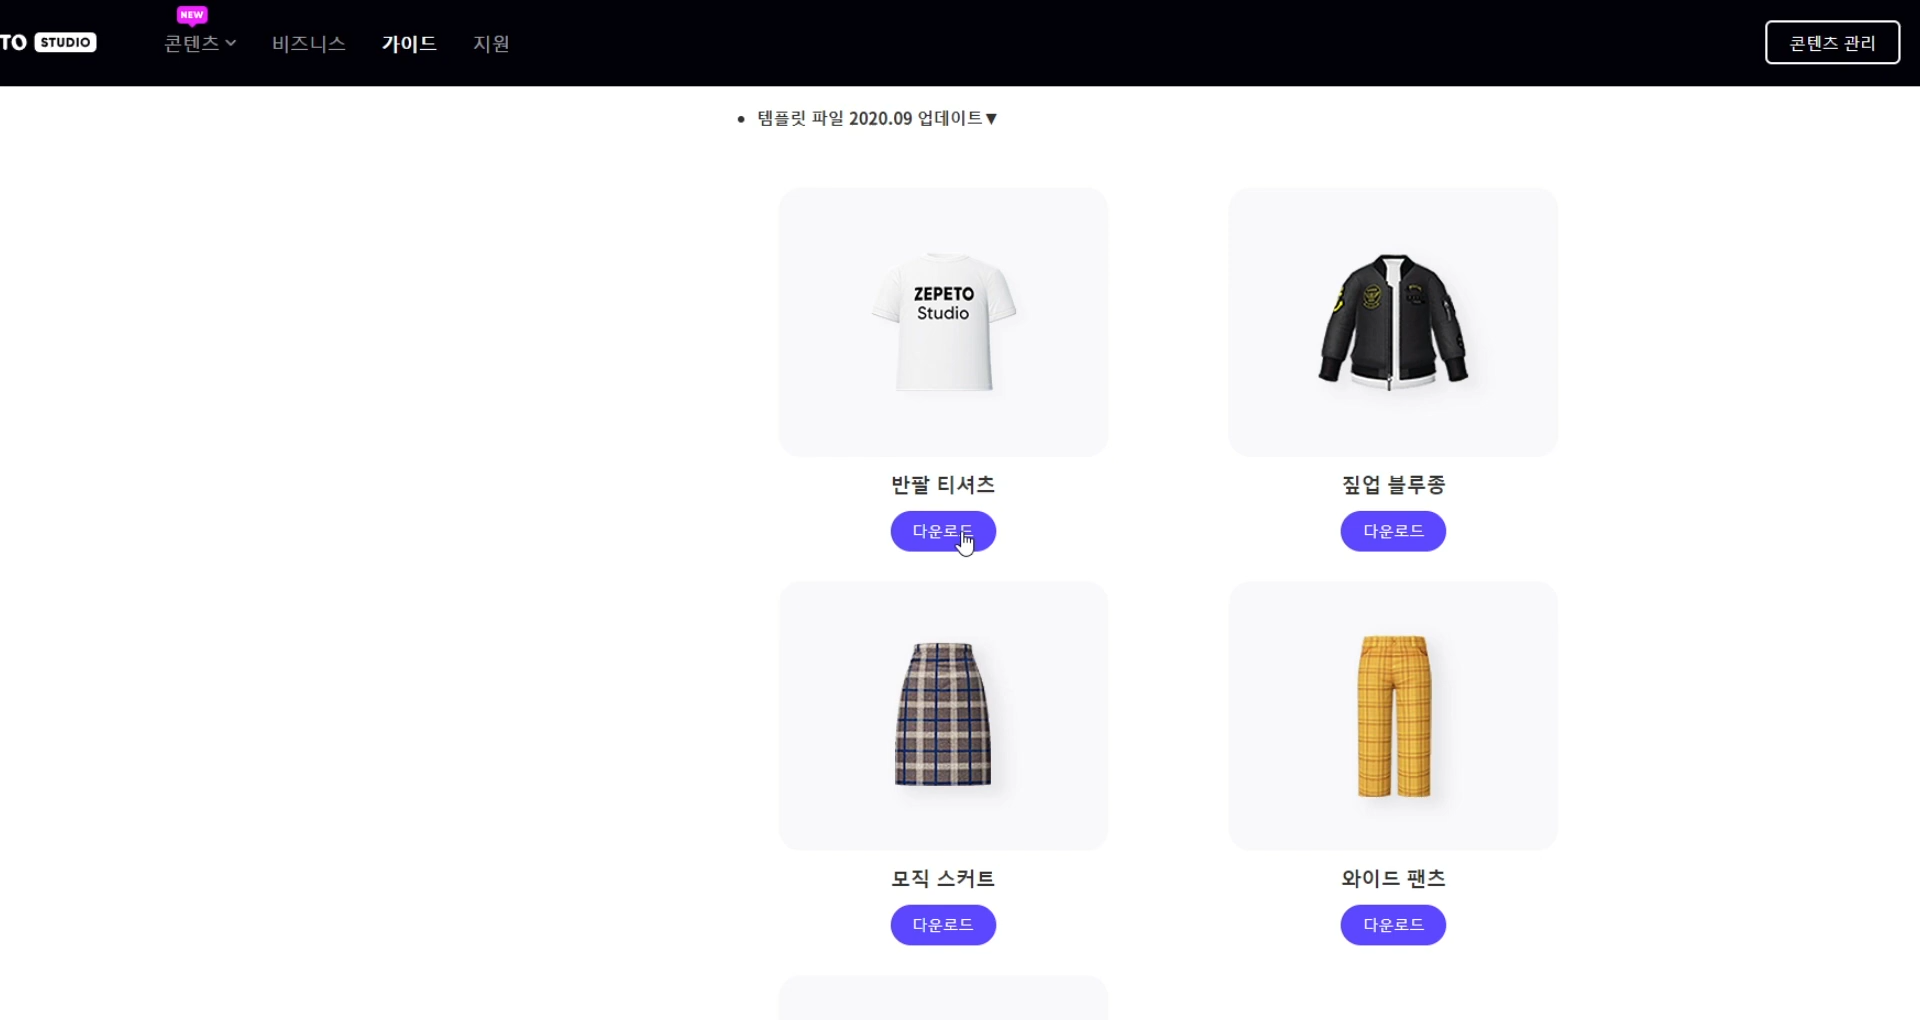 NEW
TO STUDIO
콘텐츠
비즈니스
가이드
지원
콘텐츠 관리
템플릿 파일 2020.09 업데이트▼
ZEPETO
Studio
반팔 티셔츠
짚업 블루종
다운로드
다운로드
모직 스커트
와이드 팬츠
다운로드
다운로드